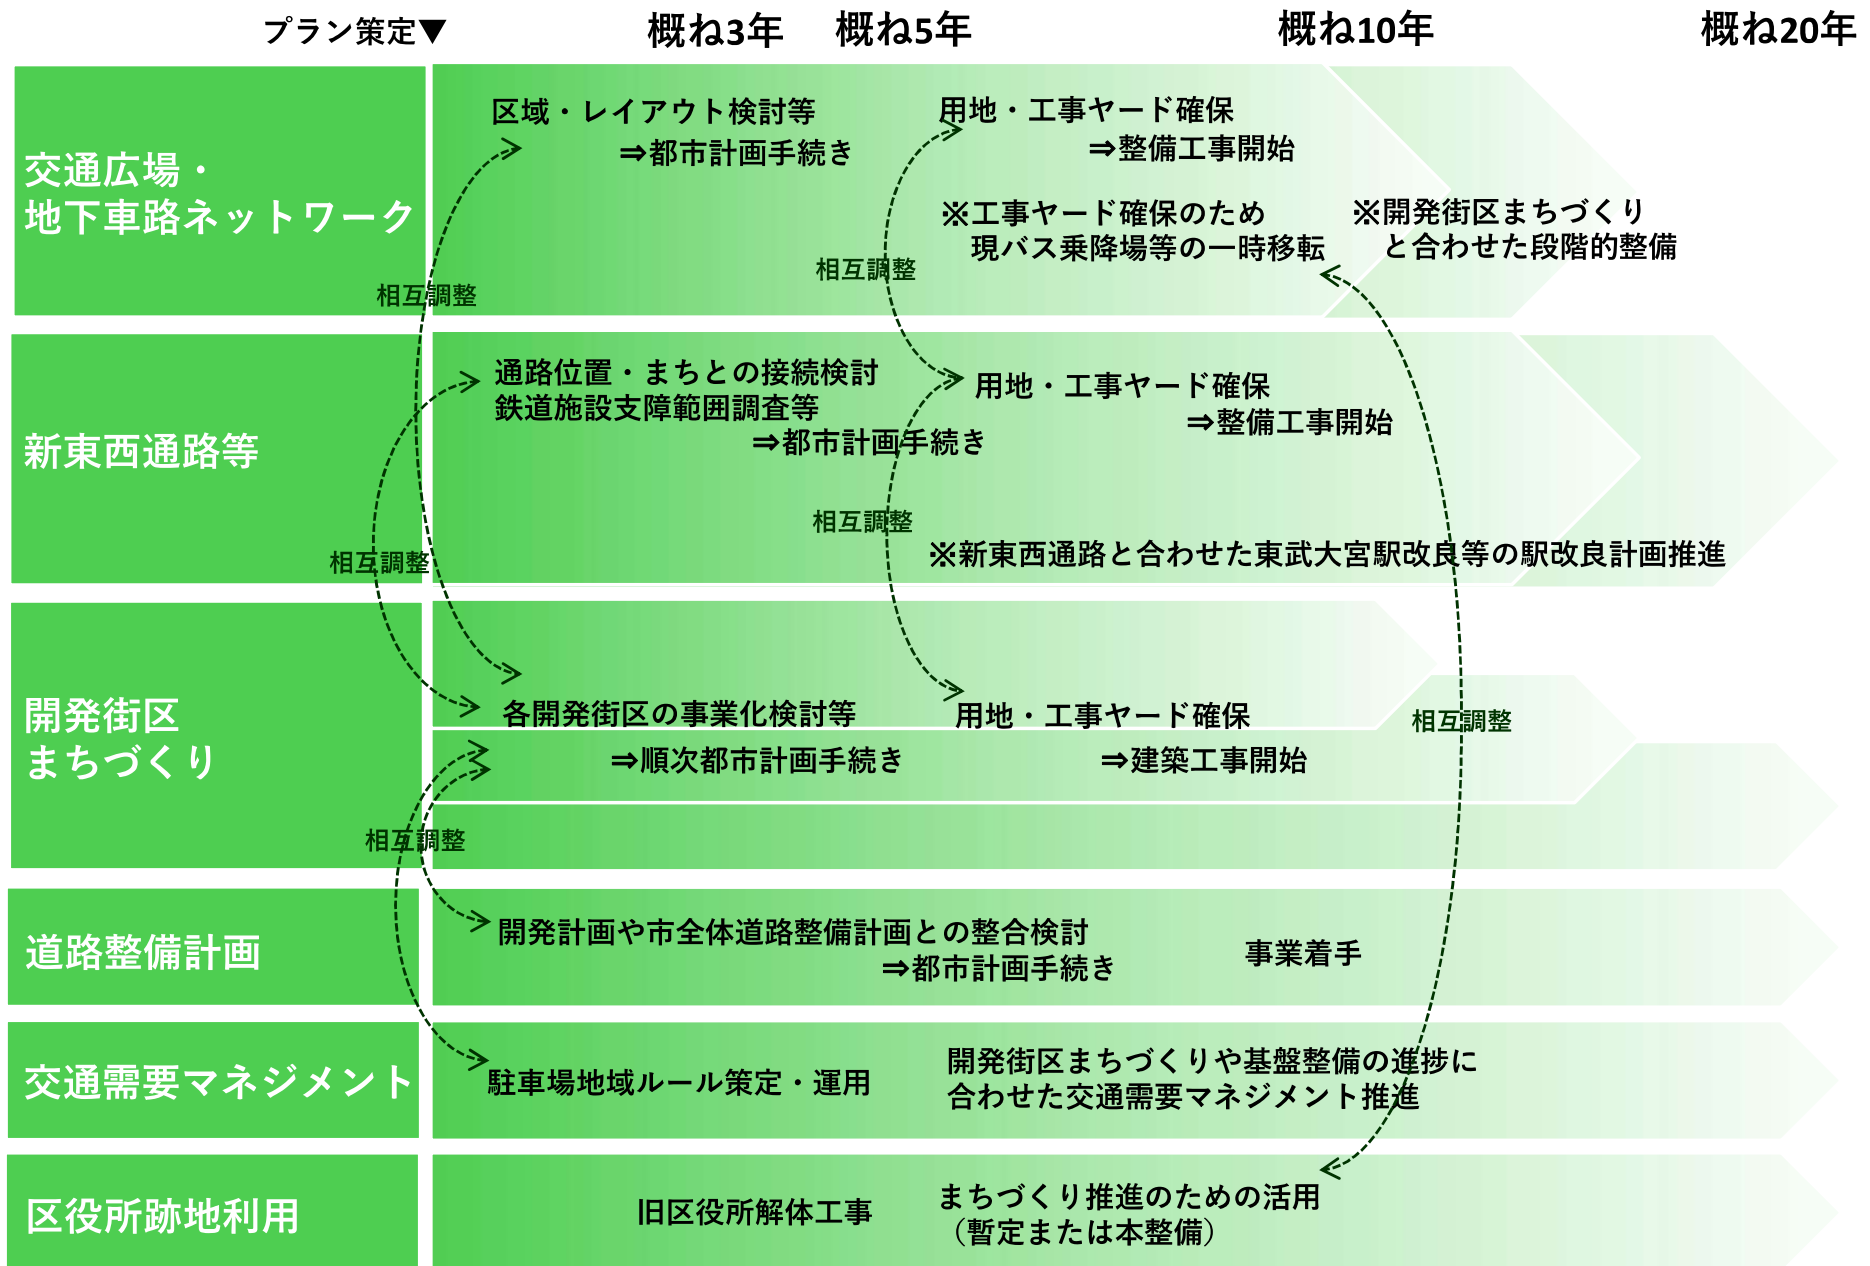 プラン策定▼
概ね3年
概ね5年
概ね10年
概ね20年
交通広場・
地下車路ネットワーク
区域・レイアウト検討等
⇒都市計画手続き
用地・工事ヤード確保
⇒整備工事開始
※工事ヤード確保のため
現バス乗降場等の一時移転
※開発街区まちづくり
と合わせた段階的整備
相互調整
相互調整
新東西通路等
通路位置・まちとの接続検討
鉄道施設支障範囲調査等
⇒都市計画手続き
用地・工事ヤード確保
⇒整備工事開始
相互調整
相互調整
※新東西通路と合わせた東武大宮駅改良等の駅改良計画推進
開発街区
まちづくり
各開発街区の事業化検討等
⇒順次都市計画手続き
用地・工事ヤード確保
⇒建築工事開始
相互調整
相互調整
道路整備計画
開発計画や市全体道路整備計画との整合検討
⇒都市計画手続き
事業着手
交通需要マネジメント
駐車場地域ルール策定・運用
開発街区まちづくりや基盤整備の進捗に
合わせた交通需要マネジメント推進
区役所跡地利用
旧区役所解体工事
まちづくり推進のための活用
（暫定または本整備）